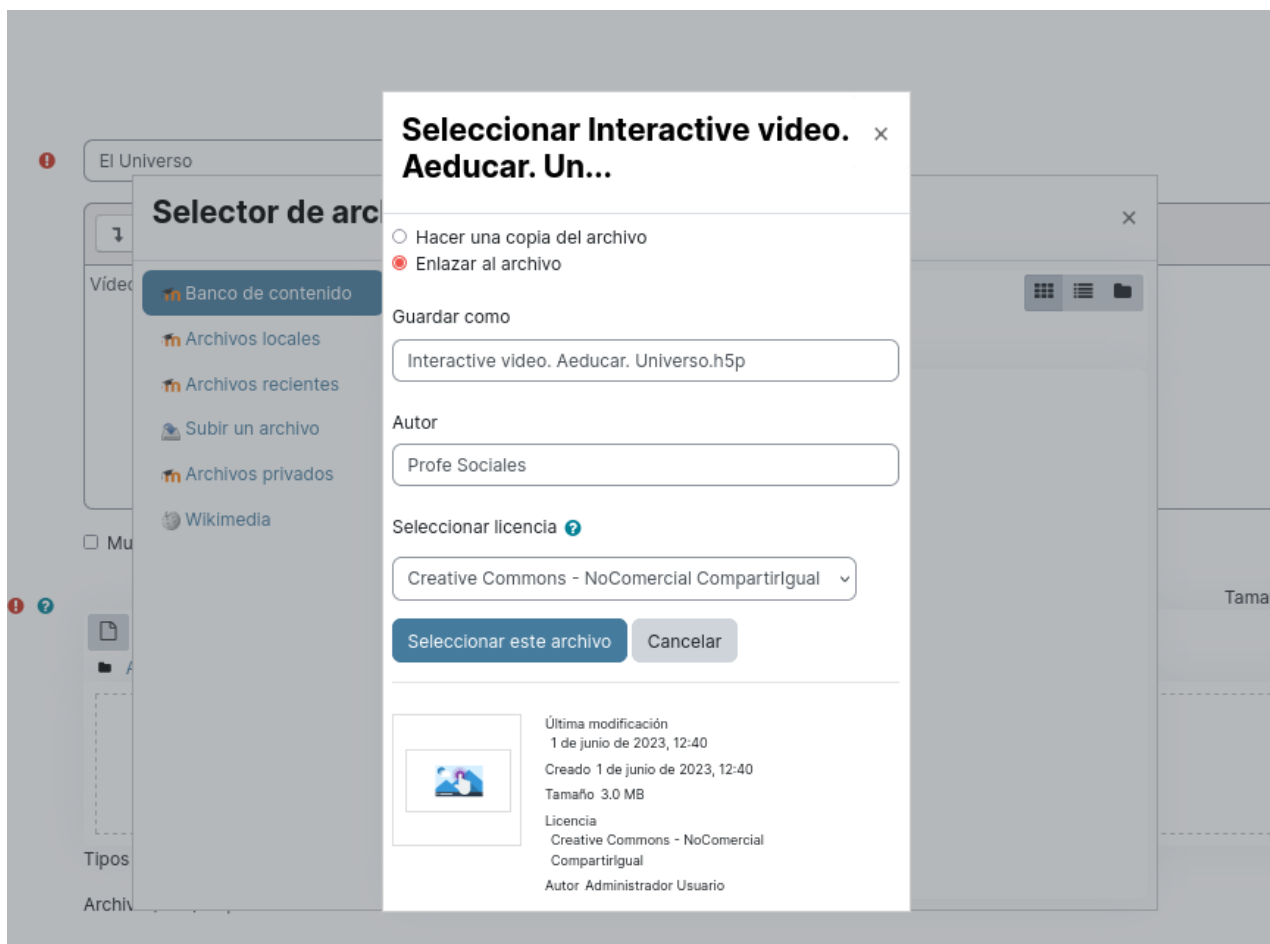 El Universo
Selector de arc
Vídeo
Banco de contenido
Archivos locales
Archivos recientes
Subir un archivo
Archivos privados
Wikimedia
Mu
Tama
A
Tipos
Archiv
Seleccionar Interactive video.
Aeducar. Un...
Hacer una copia del archivo
Enlazar al archivo
Guardar como
Interactive video. Aeducar. Universo.h5p
Autor
Profe Sociales
Seleccionar licencia
Creative Commons - NoComercial CompartirIgual
Seleccionar este archivo Cancelar
Última modificación
1 de junio de 2023, 12:40
Creado 1 de junio de 2023, 12:40
Tamaño 3.0 MB
Licencia
Creative Commons - NoComercial
CompartirIgual
Autor Administrador Usuario